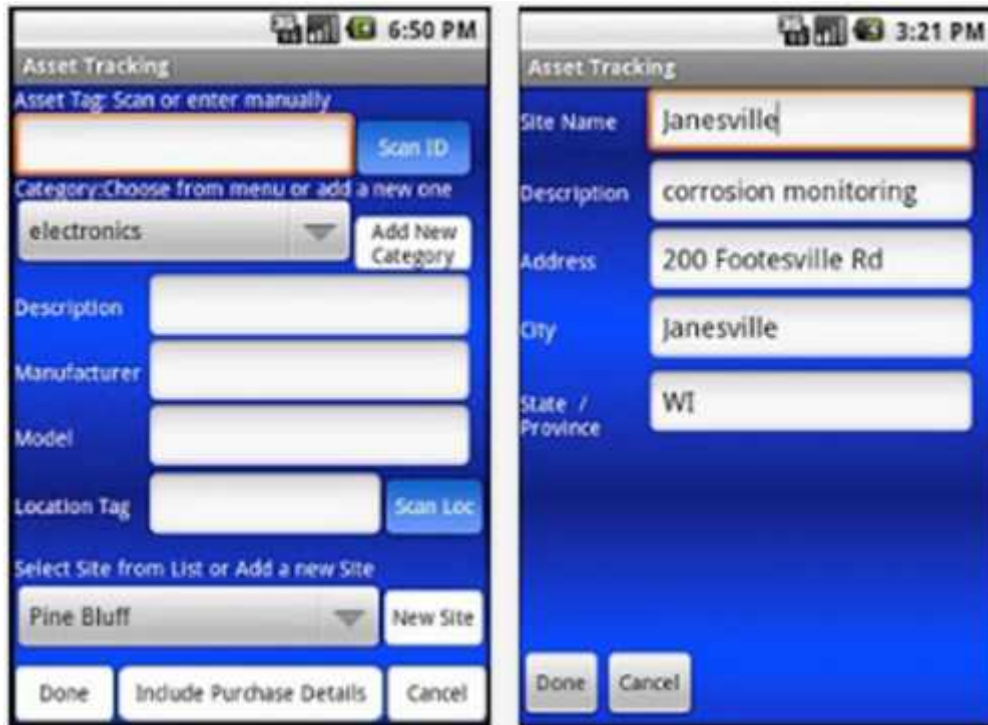 6:50 PM
Asset Tracking
Asset Tag: Scan or enter manually
Scan ID
Category:Choose from menu or add a new one
electronics
Add New
Category
Description
Manufacturer
Model
Location Tag
Scan Loc
Select Site from List or Add a new Site
Pine Bluff
New Site
Done
Include Purchase Details
Cancel
3:21 PM
Asset Tracking
Site Name
Janesville
Description
corrosion monitoring
Address
200 Footesville Rd
City
Janesville
State /
Province
WI
Done
Cancel